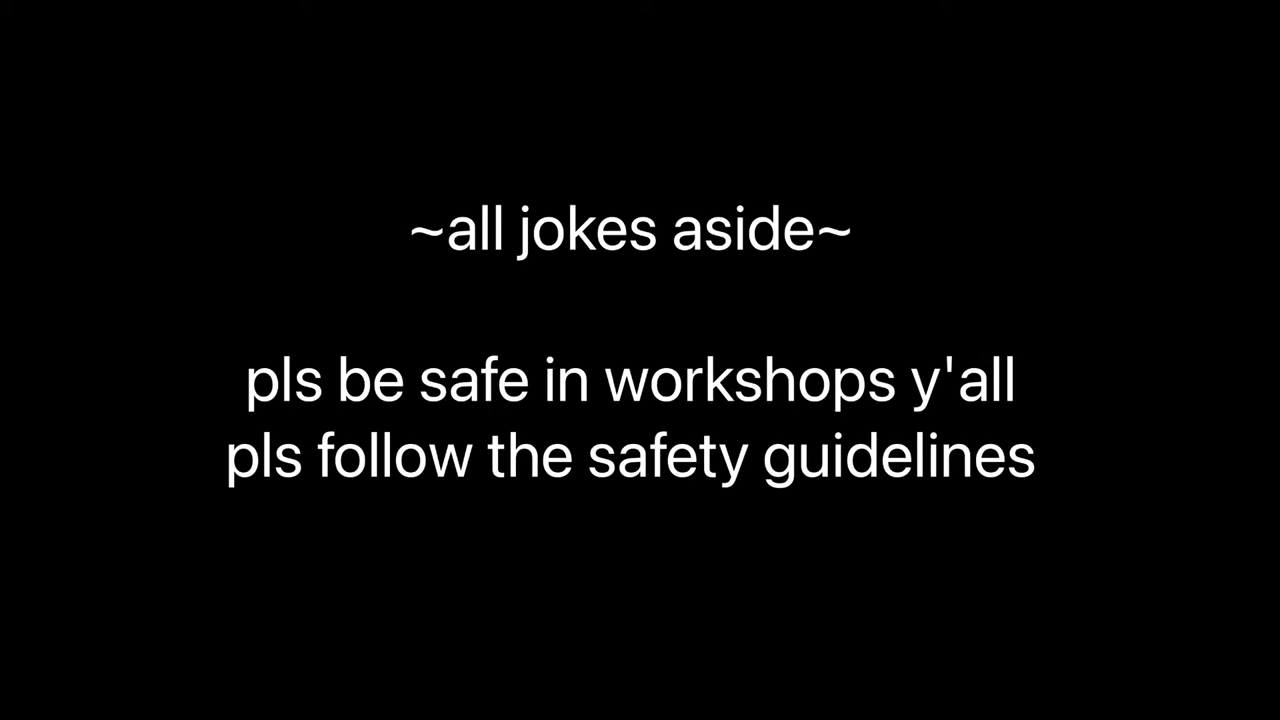 ~all jokes aside~
pls be safe in workshops y'all
pls follow the safety guidelines